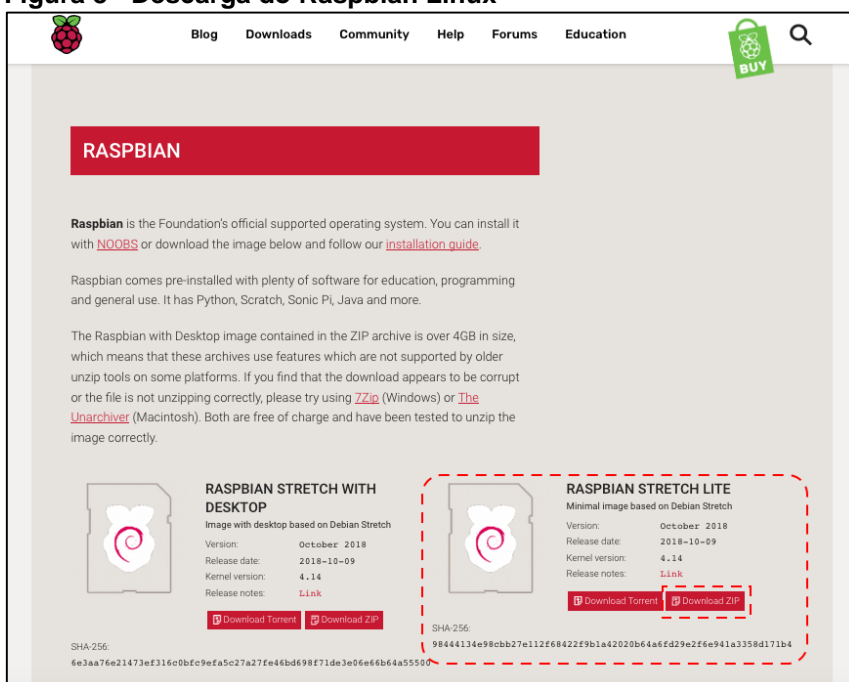 Figura 3 - Descarga de Raspbian Linux
Blog Downloads Community Help Forums Education
BUY
RASPBIAN
Raspbian is the Foundation's official supported operating system. You can install it
with NOOBS or download the image below and follow our installation guide.
Raspbian comes pre-installed with plenty of software for education, programming
and general use. It has Python, Scratch, Sonic Pi, Java and more.
The Raspbian with Desktop image contained in the ZIP archive is over 4GB in size,
which means that these archives use features which are not supported by older
unzip tools on some platforms. If you find that the download appears to be corrupt
or the file is not unzipping correctly, please try using 7Zip (Windows) or The
Unarchiver (Macintosh). Both are free of charge and have been tested to unzip the
image correctly.
RASPBIAN STRETCH WITH
DESKTOP
Image with desktop based on Debian Stretch
Version: October 2018
Release date: 2018-10-09
Kernel version: 4.14
Release notes: Link
Download Torrent Download ZIP
SHA-256:
6e3aa76e21473ef316c0bfc9efa5c27a27fe46bd698f71de3e06e66b64a55500
RASPBIAN STRETCH LITE
Minimal image based on Debian Stretch
Version: October 2018
Release date: 2018-10-09
Kernel version: 4.14
Release notes: Link
Download Torrent Download ZIP
SHA-256:
98444134e98cbb27e112f68422f9b1a42020b64a6fd29e2f6e941a3358d171b4